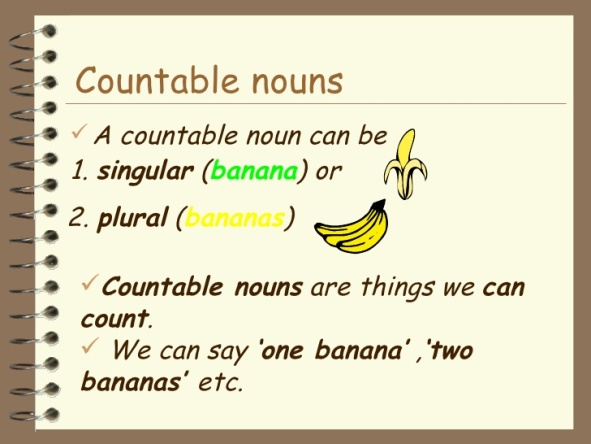 Countable nouns
✓ A countable noun can be
1. singular (banana) or
2. plural (bananas)
✓Countable nouns are things we can
count.
✓ We can say ‘one banana’ ,‘two
bananas’ etc.